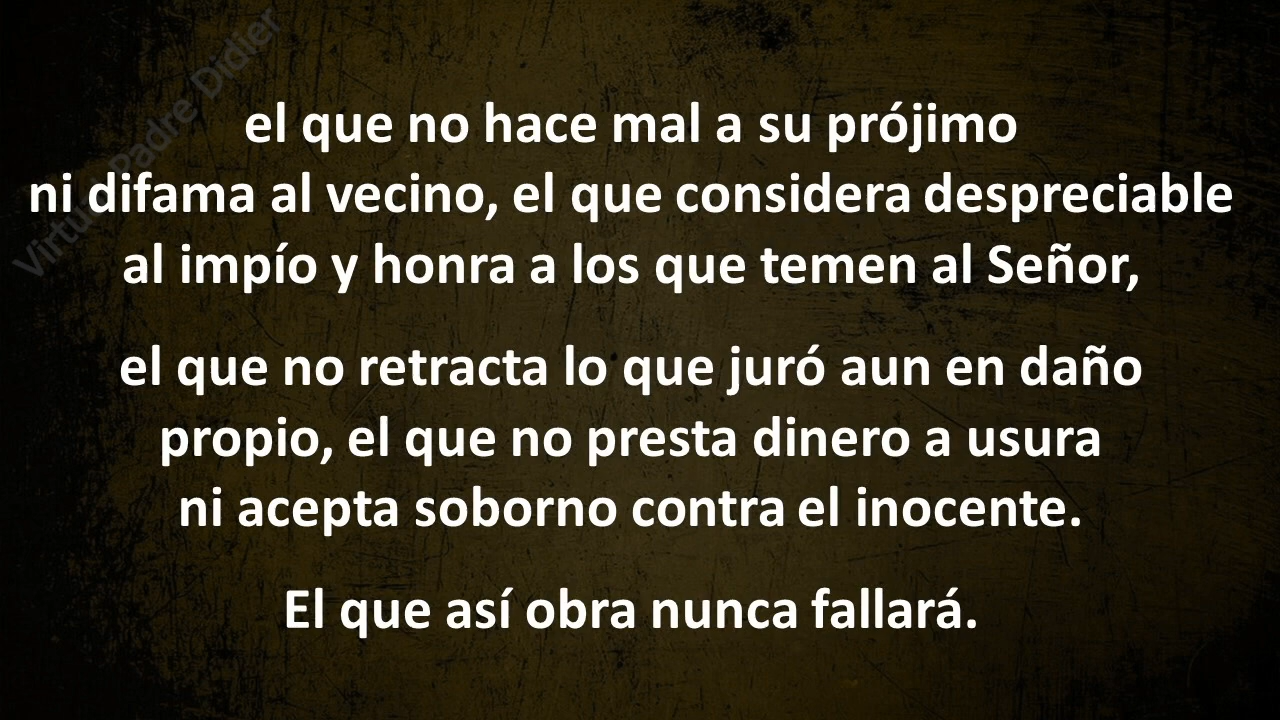 el que no hace mal a su prójimo
ni difama al vecino, el que considera despreciable
al impío y honra a los que temen al Señor,
el que no retracta lo que juró aun en daño
propio, el que no presta dinero a usura
ni acepta soborno contra el inocente.
El que así obra nunca fallará.
Padre Didier